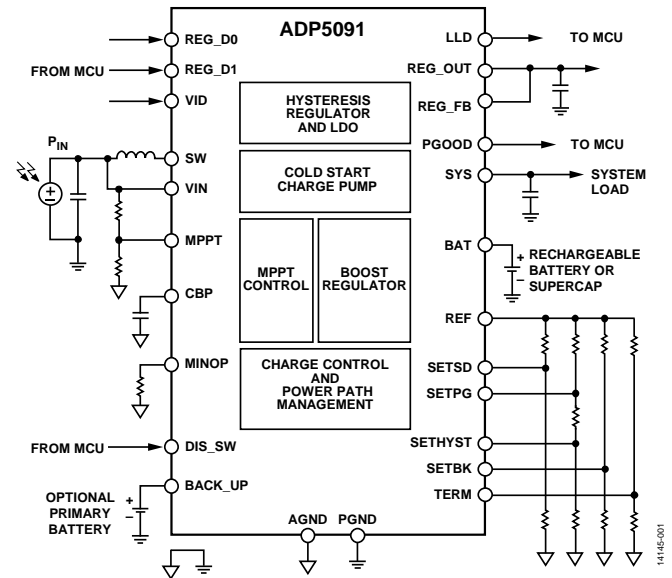 ADP5091
REG_D0
FROM MCU
REG_D1
VID
PIN
SW
VIN
MPPT
CBP
MINOP
FROM MCU
DIS_SW
BACK_UP
OPTIONAL
PRIMARY
BATTERY
+
–
HYSTERESIS
REGULATOR
AND LDO
COLD START
CHARGE PUMP
MPPT
CONTROL
BOOST
REGULATOR
CHARGE CONTROL
AND
POWER PATH
MANAGEMENT
AGND
PGND
LLD
TO MCU
REG_OUT
REG_FB
PGOOD
TO MCU
SYS
SYSTEM
LOAD
BAT
+
–
RECHARGEABLE
BATTERY OR
SUPERCAP
REF
SETSD
SETPG
SETHYST
SETBK
TERM
14145-001